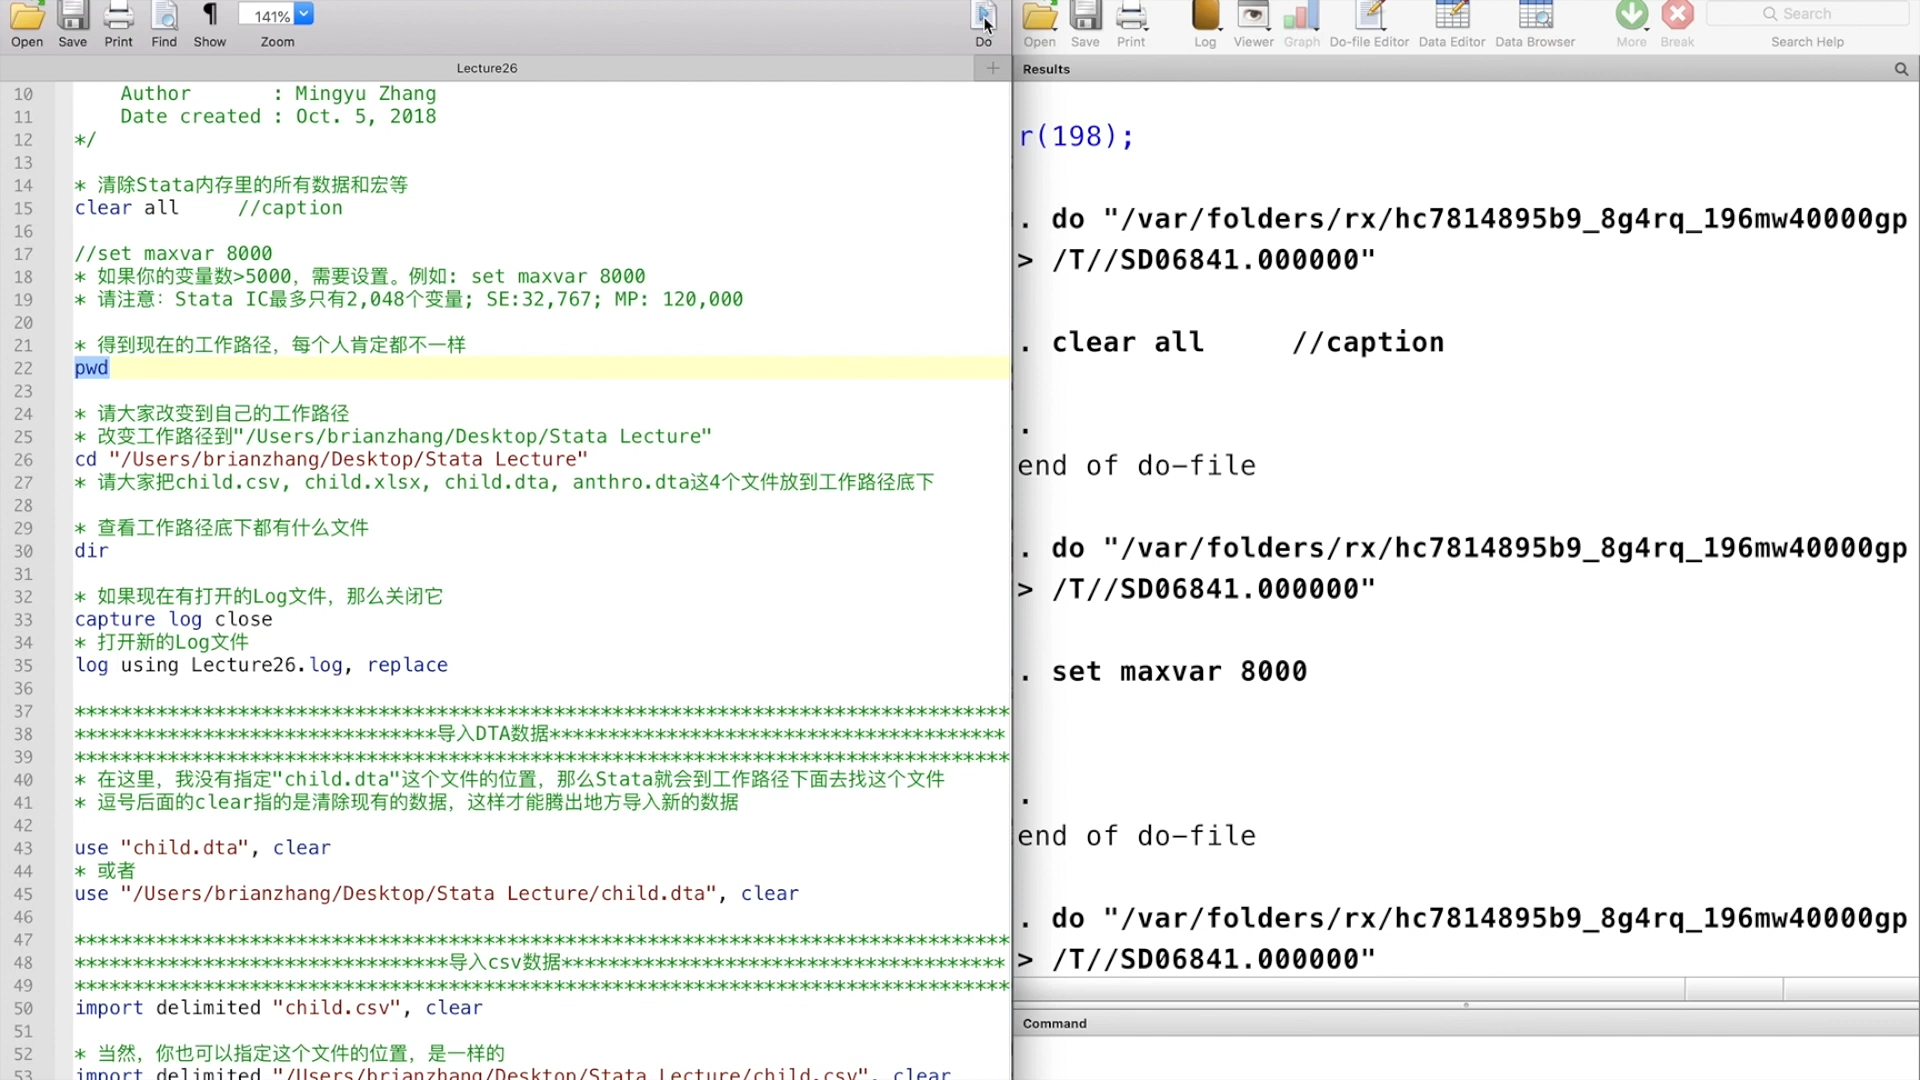 141%
Open Save Print Find Show Zoom Do
Lecture26
10 Author : Mingyu Zhang
11 Date created : Oct. 5, 2018
12 */
13
14 * 清除Stata内存里的所有数据和宏等
15 clear all //caption
16
17 //set maxvar 8000
18 * 如果你的变量数>5000，需要设置。例如: set maxvar 8000
19 * 请注意：Stata IC最多只有2,048个变量; SE:32,767; MP: 120,000
20
21 * 得到现在的工作路径，每个人肯定都不一样
22 pwd
23
24 * 请大家改变到自己的工作路径
25 * 改变工作路径到"/Users/brianzhang/Desktop/Stata Lecture"
26 cd "/Users/brianzhang/Desktop/Stata Lecture"
27 * 请大家把child.csv, child.xlsx, child.dta, anthro.dta这4个文件放到工作路径底下
28
29 * 查看工作路径底下都有什么文件
30 dir
31
32 * 如果现在有打开的Log文件，那么关闭它
33 capture log close
34 * 打开新的Log文件
35 log using Lecture26.log, replace
36
37 **********************************************************************************
38 ********************************导入DTA数据****************************************
39 **********************************************************************************
40 * 在这里，我没有指定"child.dta"这个文件的位置，那么Stata就会到工作路径下面去找这个文件
41 * 逗号后面的clear指的是清除现有的数据，这样才能腾出地方导入新的数据
42
43 use "child.dta", clear
44 * 或者
45 use "/Users/brianzhang/Desktop/Stata Lecture/child.dta", clear
46
47 **********************************************************************************
48 *********************************导入csv数据***************************************
49 **********************************************************************************
50 import delimited "child.csv", clear
51
52 * 当然，你也可以指定这个文件的位置，是一样的
53 import delimited "/Users/brianzhang/Desktop/Stata Lecture/child.csv", clear
Search
Open Save Print Log Viewer Graph Do-file Editor Data Editor Data Browser More Break Search Help
Results
r(198);
. do "/var/folders/rx/hc7814895b9_8g4rq_196mw40000gp
> /T//SD06841.000000"
. clear all //caption
.
end of do-file
. do "/var/folders/rx/hc7814895b9_8g4rq_196mw40000gp
> /T//SD06841.000000"
. set maxvar 8000
.
end of do-file
. do "/var/folders/rx/hc7814895b9_8g4rq_196mw40000gp
> /T//SD06841.000000"
Command